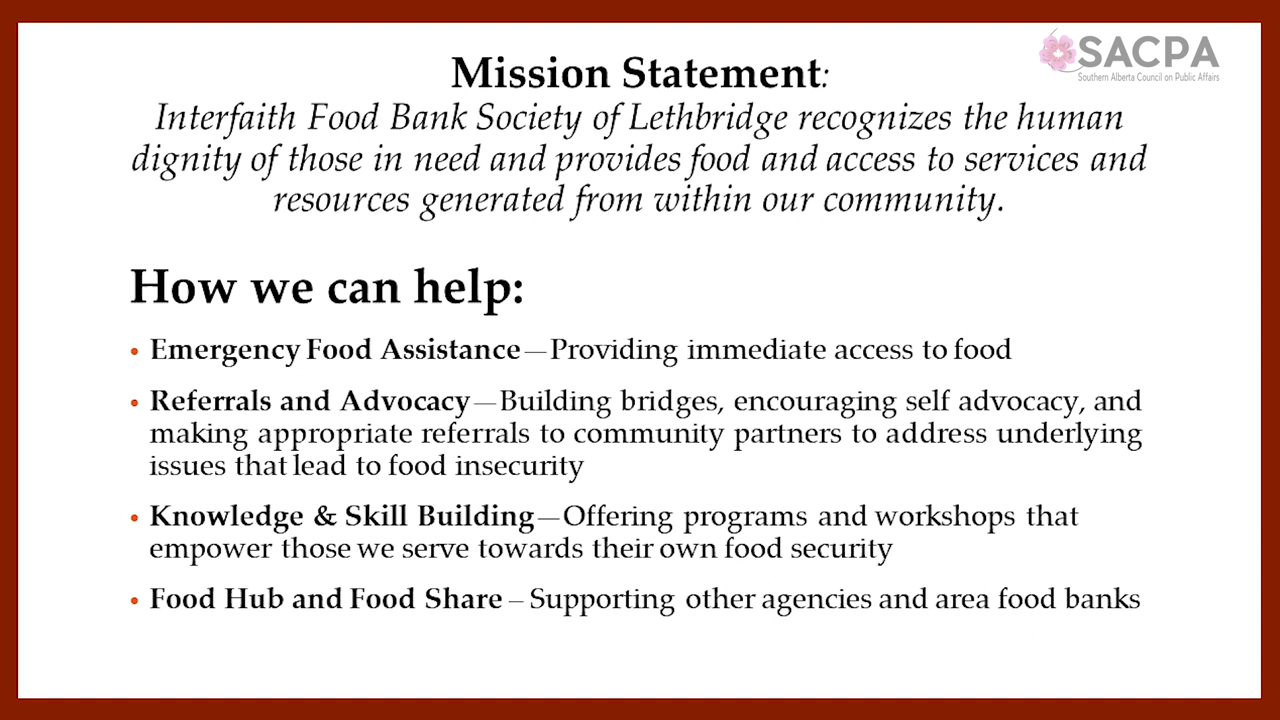 SACPA
Southern Alberta Council on Public Affairs
Mission Statement:
Interfaith Food Bank Society of Lethbridge recognizes the human
dignity of those in need and provides food and access to services and
resources generated from within our community.
How we can help:
• Emergency Food Assistance—Providing immediate access to food
• Referrals and Advocacy—Building bridges, encouraging self advocacy, and
making appropriate referrals to community partners to address underlying
issues that lead to food insecurity
• Knowledge & Skill Building—Offering programs and workshops that
empower those we serve towards their own food security
• Food Hub and Food Share – Supporting other agencies and area food banks